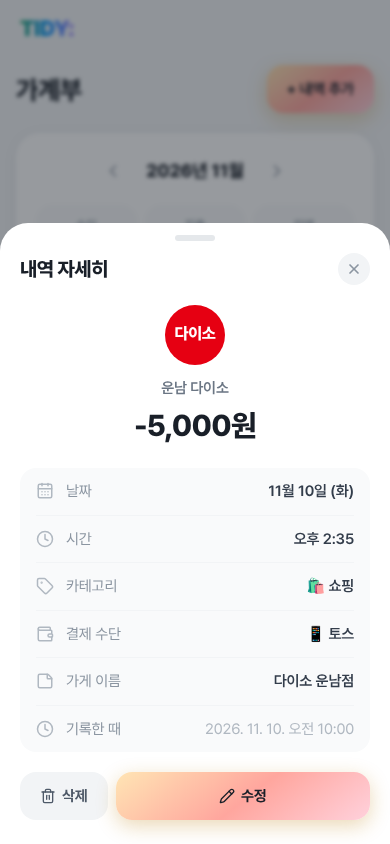 TIDY:
가계부
+ 내역 추가
2026년 11월
내역 자세히
다이소
운남 다이소
-5,000원
날짜 11월 10일 (화)
시간 오후 2:35
카테고리 🛍️ 쇼핑
결제 수단 📱 토스
가게 이름 다이소 운남점
기록한 때 2026. 11. 10. 오전 10:00
삭제 수정